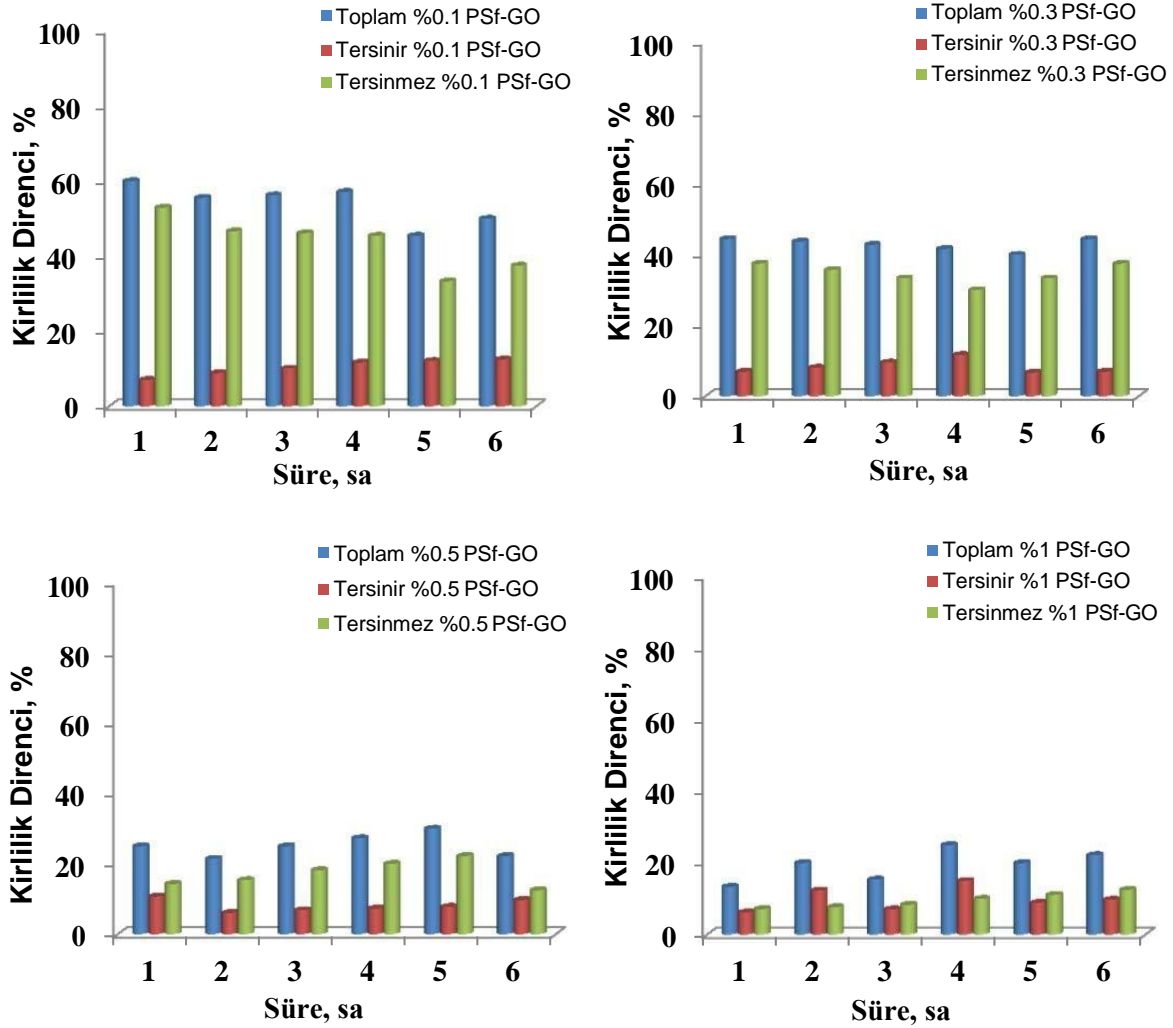 Toplam %0.1 PSf-GO
Tersinir %0.1 PSf-GO
Tersinmez %0.1 PSf-GO
Kirlilik Direnci, %
100
80
60
40
20
0
1 2 3 4 5 6
Süre, sa
Toplam %0.3 PSf-GO
Tersinir %0.3 PSf-GO
Tersinmez %0.3 PSf-GO
Kirlilik Direnci, %
100
80
60
40
20
0
1 2 3 4 5 6
Süre, sa
Toplam %0.5 PSf-GO
Tersinir %0.5 PSf-GO
Tersinmez %0.5 PSf-GO
Kirlilik Direnci, %
100
80
60
40
20
0
1 2 3 4 5 6
Süre, sa
Toplam %1 PSf-GO
Tersinir %1 PSf-GO
Tersinmez %1 PSf-GO
Kirlilik Direnci, %
100
80
60
40
20
0
1 2 3 4 5 6
Süre, sa